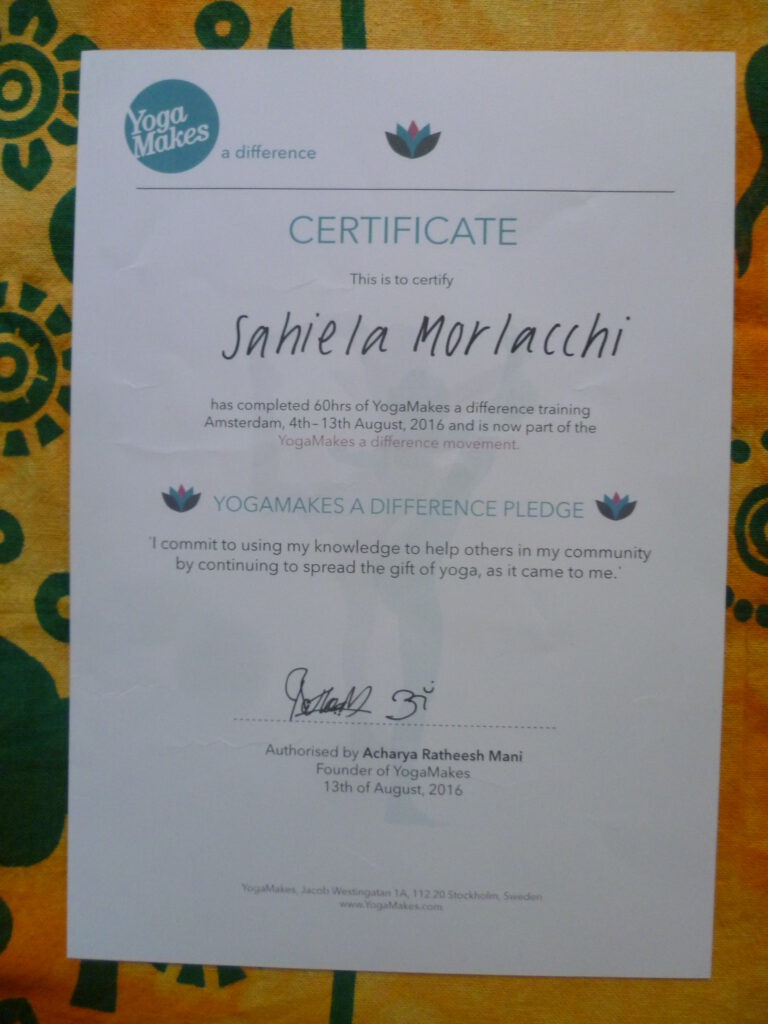 Yoga
Makes
a difference
CERTIFICATE
This is to certify
Sahiela Morlacchi
has completed 60hrs of YogaMakes a difference training
Amsterdam, 4th-13th August, 2016 and is now part of the
YogaMakes a difference movement.
YOGAMAKES A DIFFERENCE PLEDGE
'I commit to using my knowledge to help others in my community
by continuing to spread the gift of yoga, as it came to me.'
Authorised by Acharya Ratheesh Mani
Founder of YogaMakes
13th of August, 2016
YogaMakes, Jacob Westingatan 1A, 112 20 Stockholm, Sweden
www.YogaMakes.com